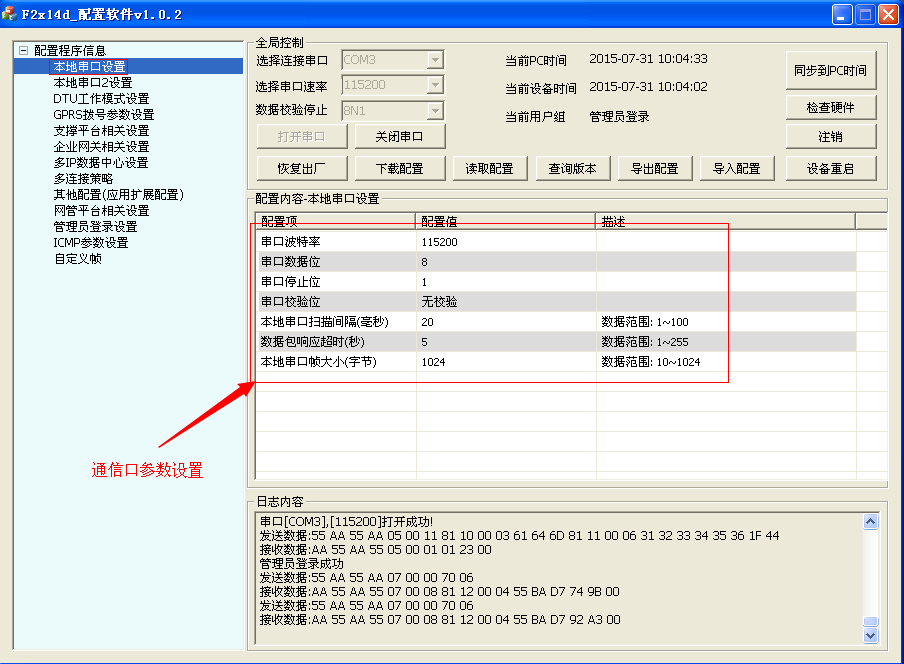 F2x14d_配置软件v1.0.2
配置程序信息
本地串口设置
本地串口2设置
DTU工作模式设置
GPRS拨号参数设置
支撑平台相关设置
企业网关相关设置
多IP数据中心设置
多连接策略
其他配置(应用扩展配置)
网管平台相关设置
管理员登录设置
ICMP参数设置
自定义帧
通信口参数设置
全局控制
选择连接串口 COM3 当前PC时间 2015-07-31 10:04:33 同步到PC时间
选择串口速率 115200 当前设备时间 2015-07-31 10:04:02
数据校验停止 8N1 当前用户组 管理员登录 检查硬件
打开串口 关闭串口 注销
恢复出厂 下载配置 读取配置 查询版本 导出配置 导入配置 设备重启
配置内容-本地串口设置
配置项 配置值 描述
串口波特率 115200
串口数据位 8
串口停止位 1
串口校验位 无校验
本地串口扫描间隔(毫秒) 20 数据范围: 1~100
数据包响应超时(秒) 5 数据范围: 1~255
本地串口帧大小(字节) 1024 数据范围: 10~1024
日志内容
串口[COM3],[115200]打开成功!
发送数据:55 AA 55 AA 05 00 11 81 10 00 03 61 64 6D 81 11 00 06 31 32 33 34 35 36 1F 44
接收数据:AA 55 AA 55 05 00 01 01 23 00
管理员登录成功
发送数据:55 AA 55 AA 07 00 00 70 06
接收数据:AA 55 AA 55 07 00 08 81 12 00 04 55 BA D7 74 9B 00
发送数据:55 AA 55 AA 07 00 00 70 06
接收数据:AA 55 AA 55 07 00 08 81 12 00 04 55 BA D7 92 A3 00